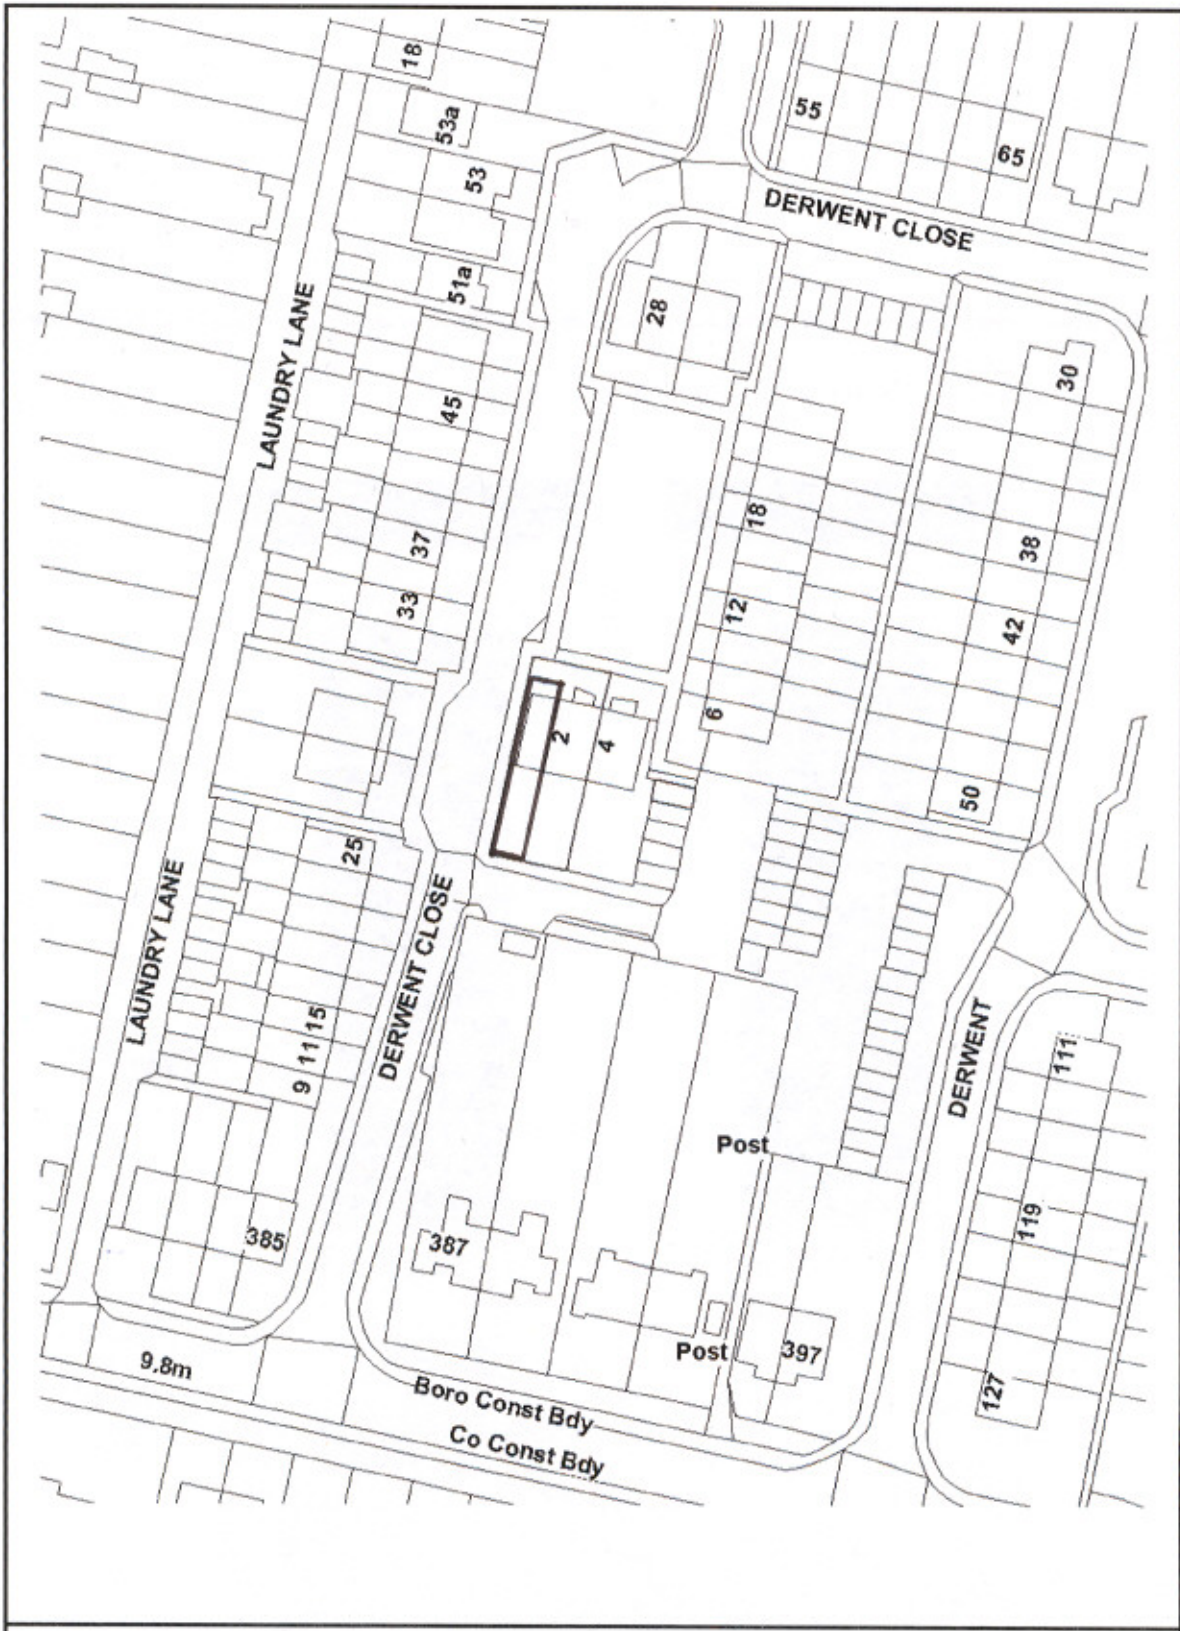 18
53a
53
55
65
DERWENT CLOSE
51a
28
LAUNDRY LANE
45
30
37
18
38
33
12
42
6
2
4
50
25
LAUNDRY LANE
DERWENT CLOSE
15
11
9
DERWENT
111
Post
119
385
387
Post
397
9.8m
127
Boro Const Bdy
Co Const Bdy